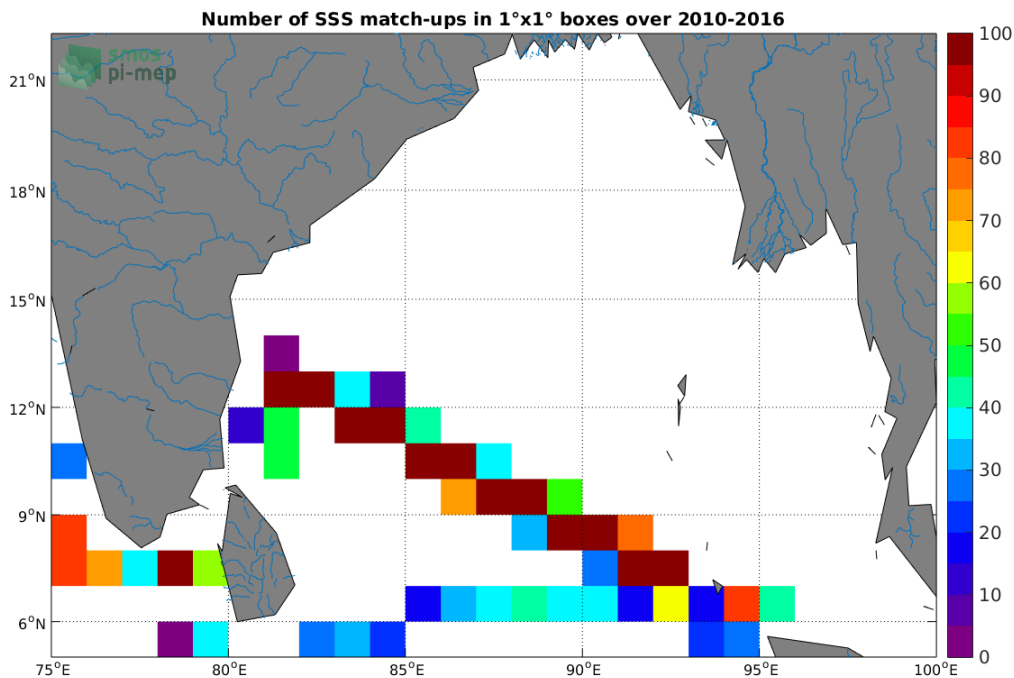 Number of SSS match-ups in 1°x1° boxes over 2010-2016
smos
pi-mep
21°N
18°N
15°N
12°N
9°N
6°N
75°E 80°E 85°E 90°E 95°E 100°E
100
90
80
70
60
50
40
30
20
10
0